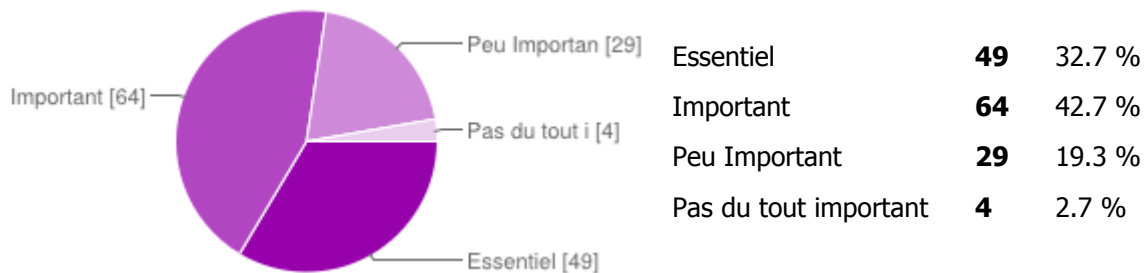 Peu Importan [29]
Important [64]
Pas du tout i [4]
Essentiel [49]
Essentiel 49 32.7 %
Important 64 42.7 %
Peu Important 29 19.3 %
Pas du tout important 4 2.7 %